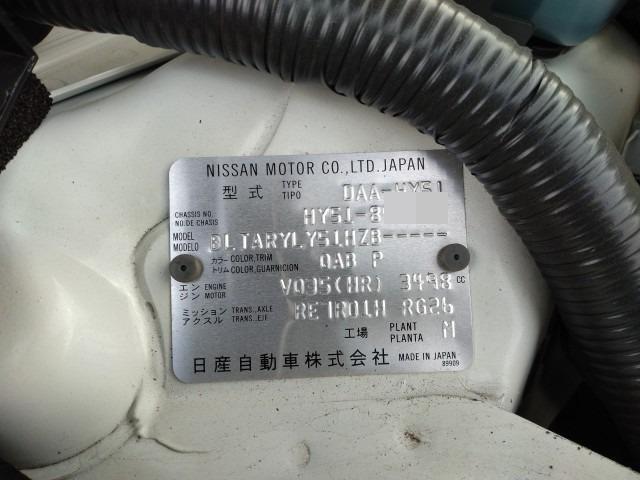 NISSAN MOTOR CO.,LTD.JAPAN
型式 TYPE TIPO DAA-HY51
CHASSIS NO. NO.DE CHASIS HY51-8
MODEL MODELO BLTARYLY51HZB-----
カラー COLOR,TRIM トリム COLOR,GUARNICION QAB P
エンジン ENGINE MOTOR VQ35(HR) 3498 CC
ミッション アクスル TRANS.,AXLE TRANS.,EJE RE7R01H RG26
工場 PLANT PLANTA M
日産自動車株式会社 MADE IN JAPAN
89909